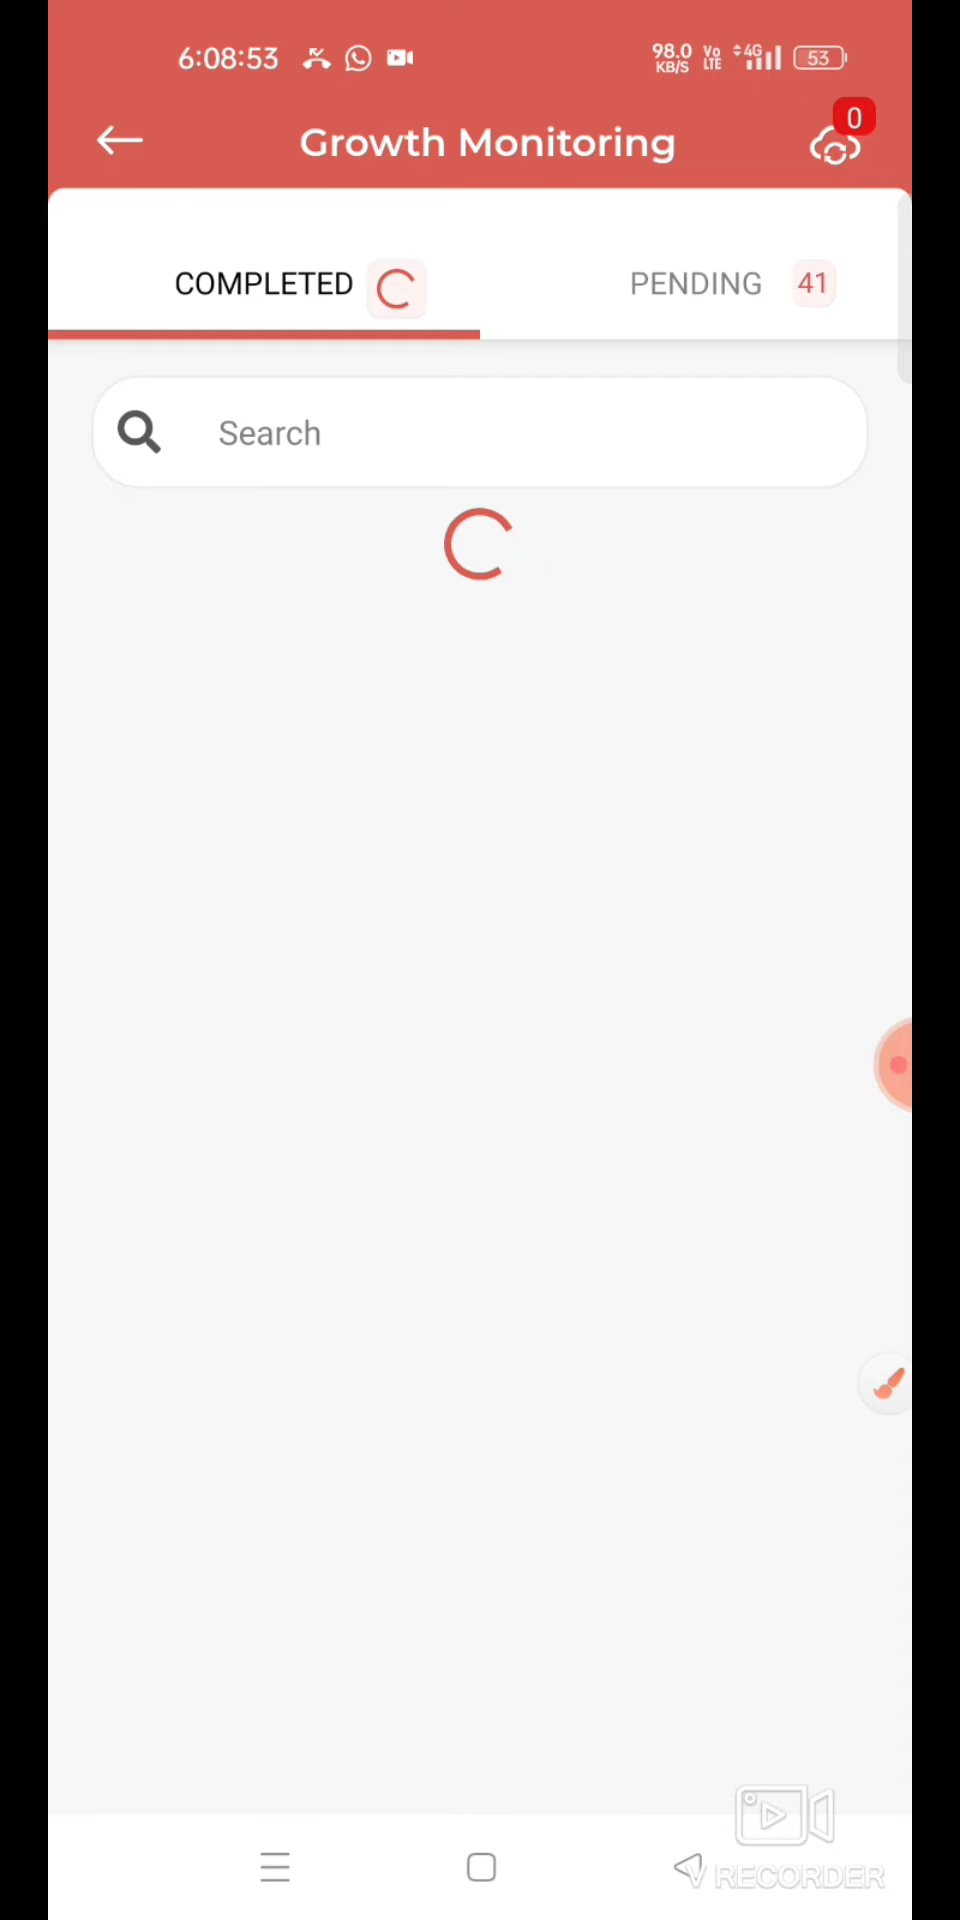 6:08:53 98.0 KB/S Vo LTE 4G 53
Growth Monitoring 0
COMPLETED PENDING 41
Search
V RECORDER